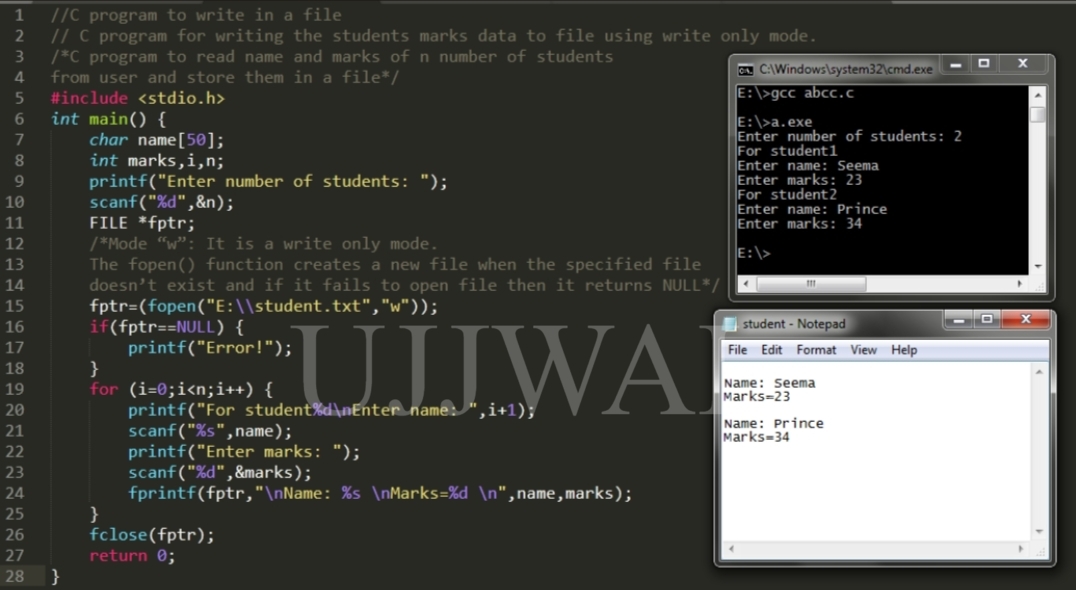 1 //C program to write in a file
2 // C program for writing the students marks data to file using write only mode.
3 /*C program to read name and marks of n number of students
4 from user and store them in a file*/
5 #include <stdio.h>
6 int main() {
7 char name[50];
8 int marks,i,n;
9 printf("Enter number of students: ");
10 scanf("%d",&n);
11 FILE *fptr;
12 /*Mode “w”: It is a write only mode.
13 The fopen() function creates a new file when the specified file
14 doesn’t exist and if it fails to open file then it returns NULL*/
15 fptr=(fopen("E:\\student.txt","w"));
16 if(fptr==NULL) {
17 printf("Error!");
18 }
19 for (i=0;i<n;i++) {
20 printf("For student%d\nEnter name: ",i+1);
21 scanf("%s",name);
22 printf("Enter marks: ");
23 scanf("%d",&marks);
24 fprintf(fptr,"\nName: %s \nMarks=%d \n",name,marks);
25 }
26 fclose(fptr);
27 return 0;
28 }
C:\Windows\system32\cmd.exe
E:\>gcc abcc.c
E:\>a.exe
Enter number of students: 2
For student1
Enter name: Seema
Enter marks: 23
For student2
Enter name: Prince
Enter marks: 34
E:\>
student - Notepad
File Edit Format View Help
Name: Seema
Marks=23
Name: Prince
Marks=34
UJJWAL